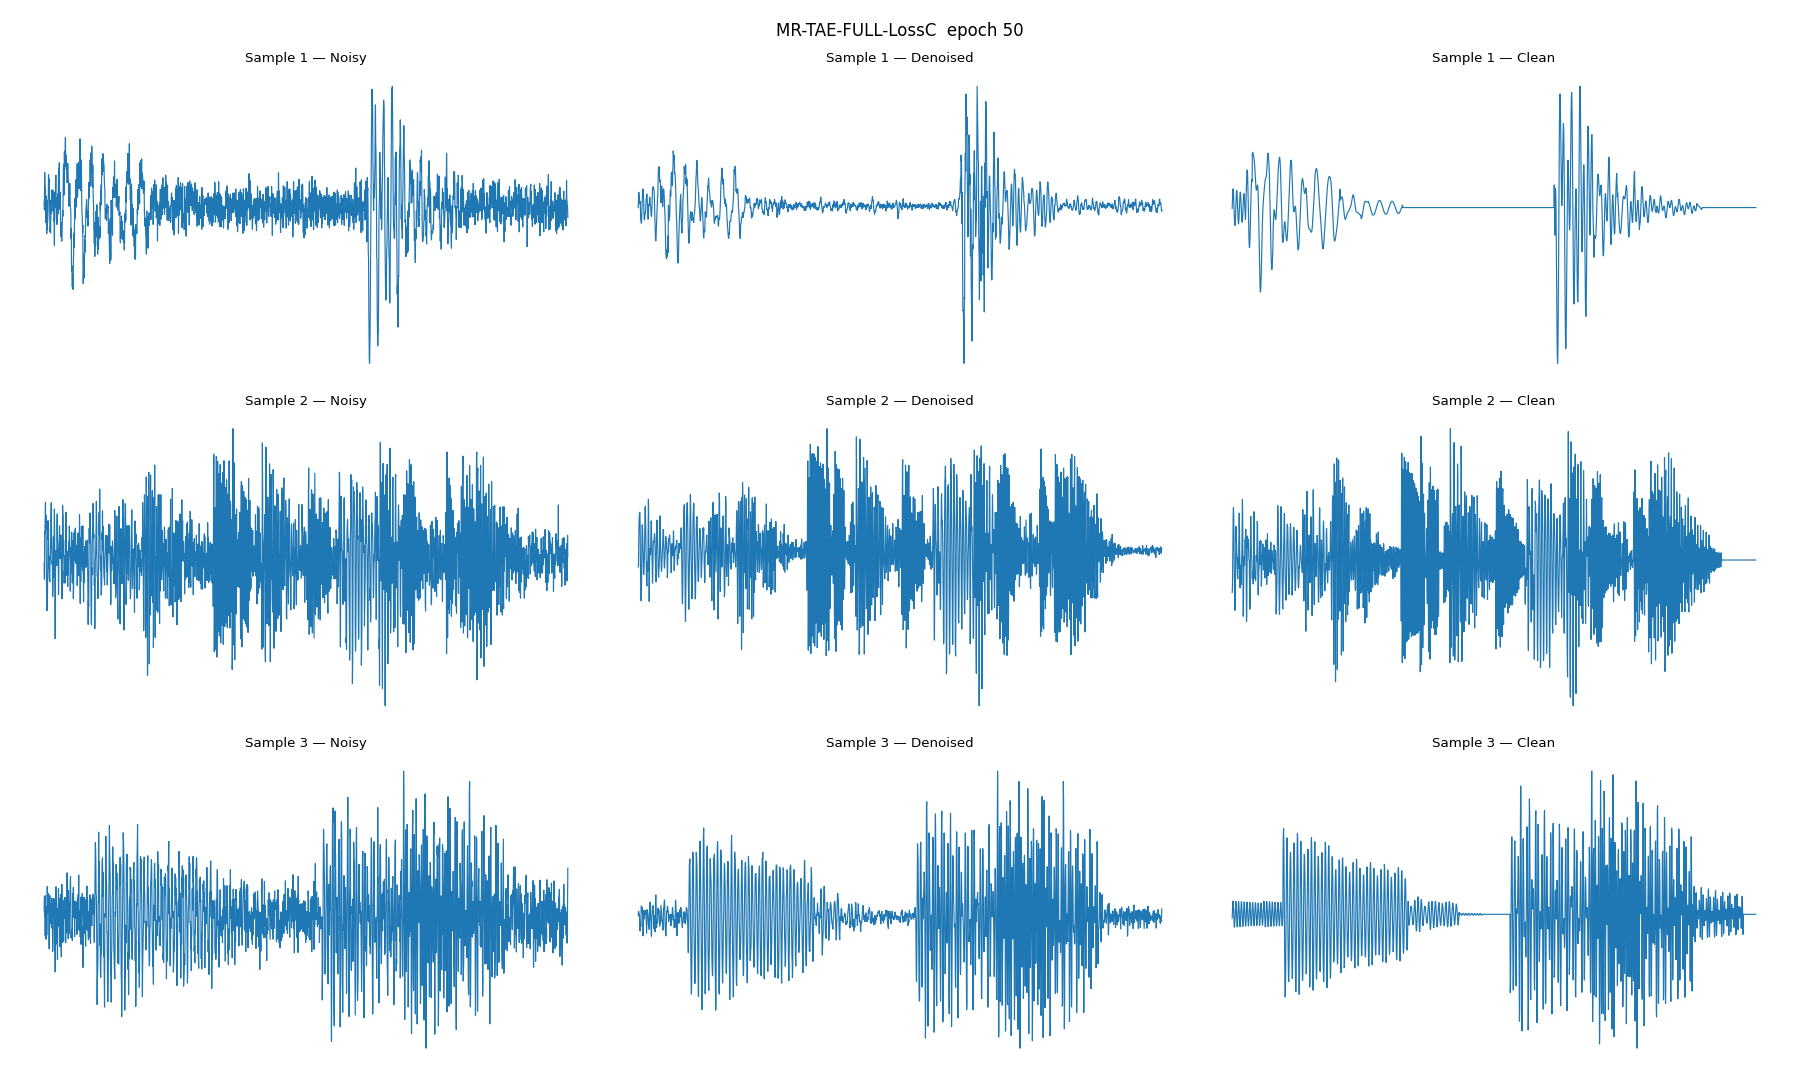 MR-TAE-FULL-LossC  epoch 50
Sample 1 — Noisy
Sample 1 — Denoised
Sample 1 — Clean
Sample 2 — Noisy
Sample 2 — Denoised
Sample 2 — Clean
Sample 3 — Noisy
Sample 3 — Denoised
Sample 3 — Clean